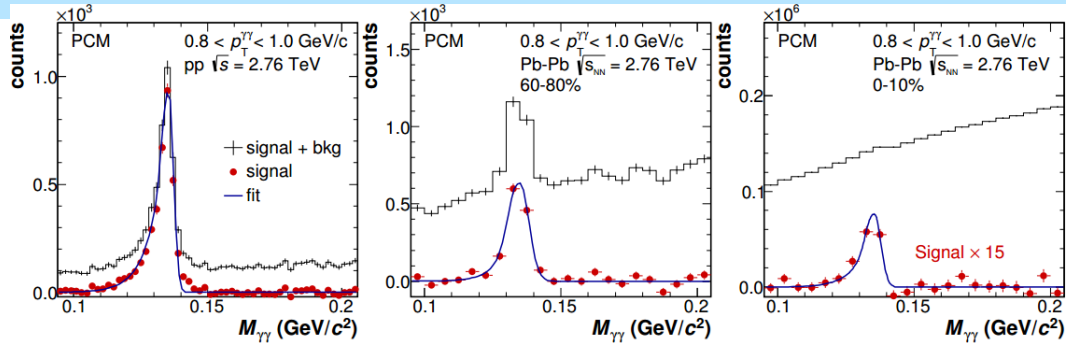 ×10³
counts
PCM
0.8 < p_T^γγ < 1.0 GeV/c
pp √s = 2.76 TeV
signal + bkg
signal
fit
1.0
0.5
0.0
0.1
0.15
0.2
M_γγ (GeV/c²)
×10³
counts
PCM
0.8 < p_T^γγ < 1.0 GeV/c
Pb-Pb √s_NN = 2.76 TeV
60-80%
1.5
1.0
0.5
0.0
0.1
0.15
0.2
M_γγ (GeV/c²)
×10⁶
counts
PCM
0.8 < p_T^γγ < 1.0 GeV/c
Pb-Pb √s_NN = 2.76 TeV
0-10%
Signal × 15
0.2
0.1
0.0
0.1
0.15
0.2
M_γγ (GeV/c²)